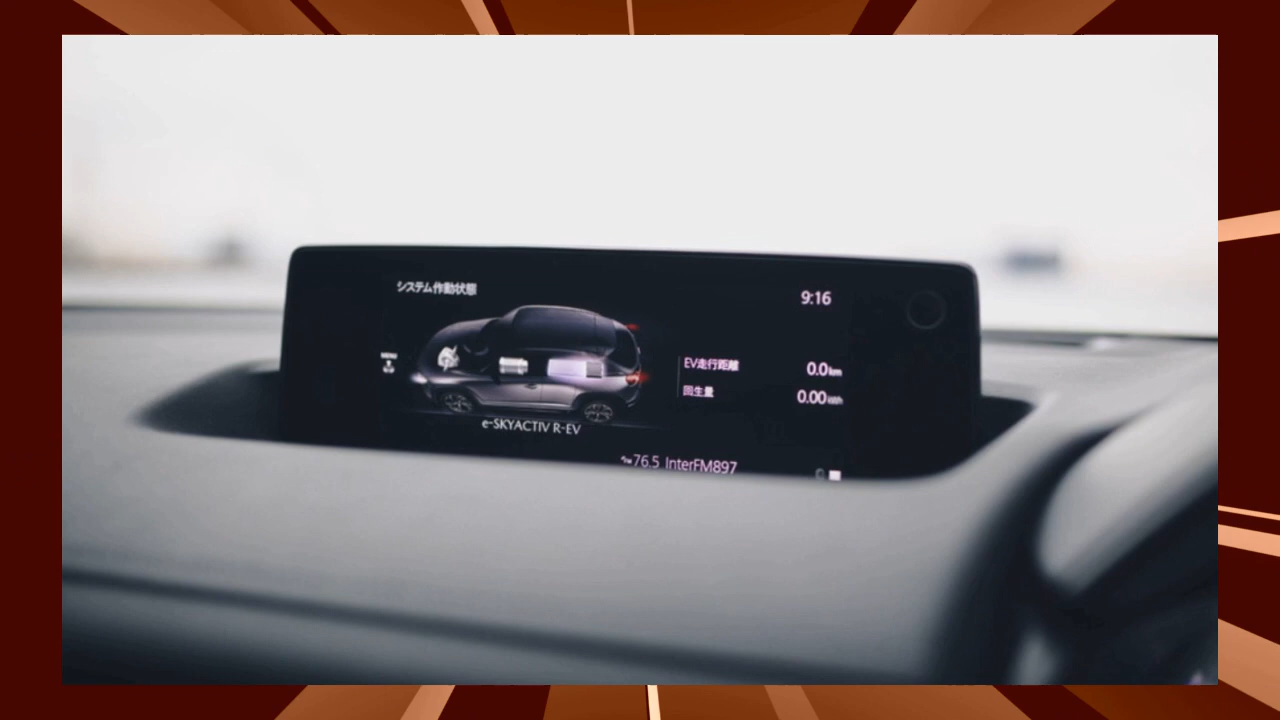 システム作動状態
9:16
MENU
EV走行距離
0.0km
回生量
0.00kWh
e-SKYACTIV R-EV
76.5 InterFM897